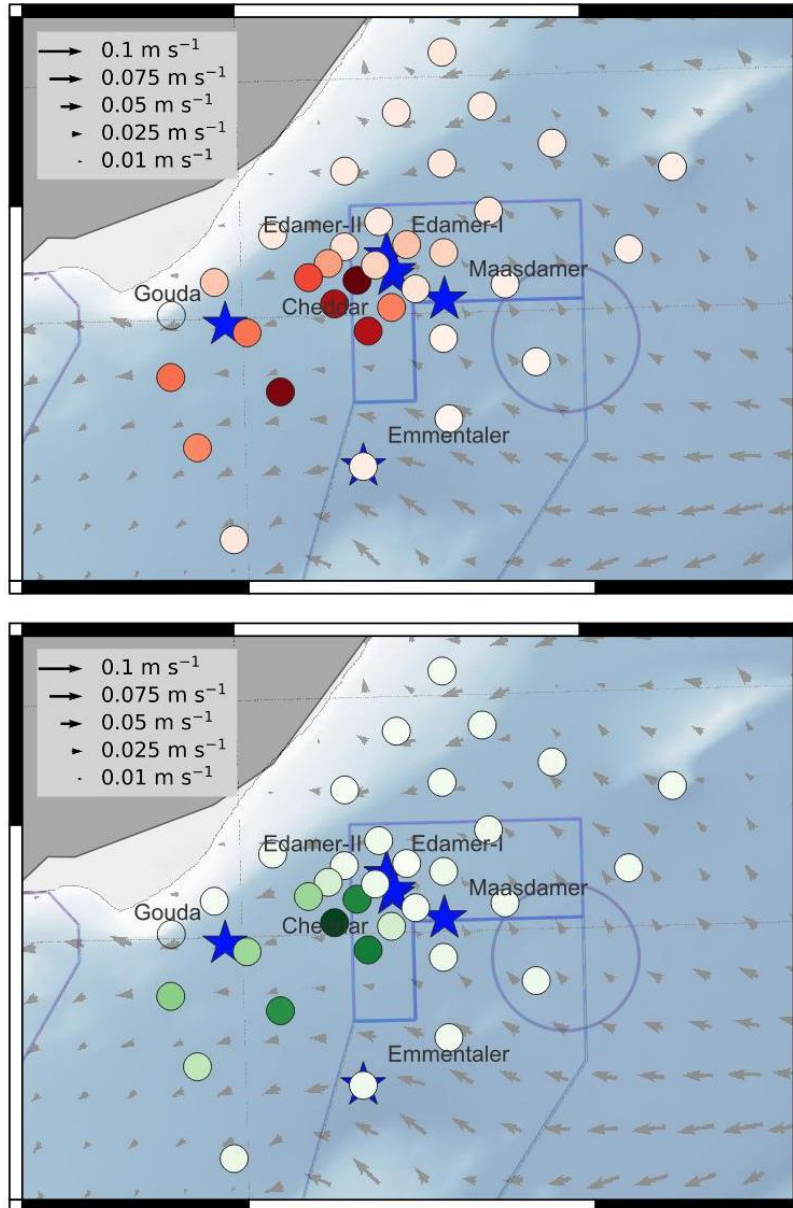 0.1 m s⁻¹
0.075 m s⁻¹
0.05 m s⁻¹
0.025 m s⁻¹
0.01 m s⁻¹
Edamer-II Edamer-I
Maasdamer
Gouda
Cheddar
Emmentaler
0.1 m s⁻¹
0.075 m s⁻¹
0.05 m s⁻¹
0.025 m s⁻¹
0.01 m s⁻¹
Edamer-II Edamer-I
Maasdamer
Gouda
Cheddar
Emmentaler